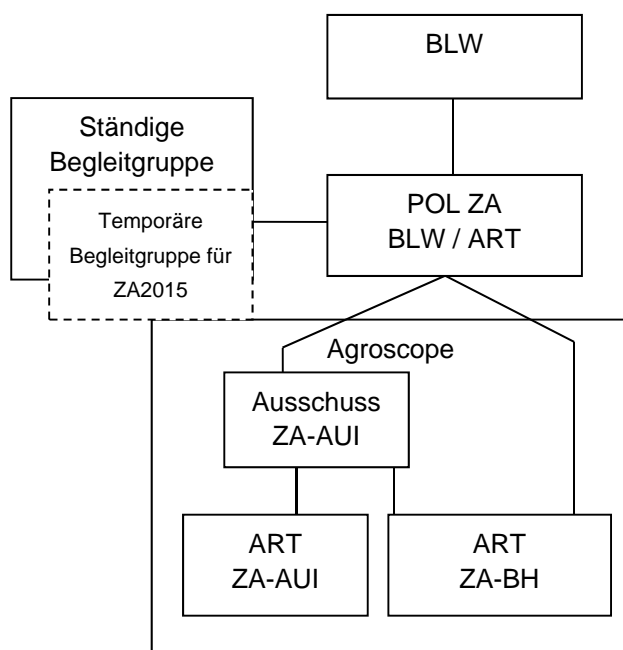 BLW
Ständige
Begleitgruppe
Temporäre
Begleitgruppe für
ZA2015
POL ZA
BLW / ART
Agroscope
Ausschuss
ZA-AUI
ART
ZA-AUI
ART
ZA-BH